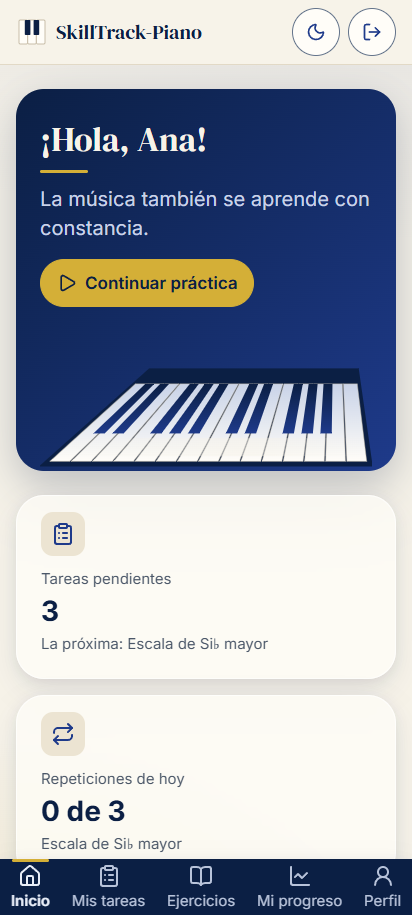 SkillTrack-Piano
¡Hola, Ana!
La música también se aprende con
constancia.
Continuar práctica
Tareas pendientes
3
La próxima: Escala de Si♭ mayor
Repeticiones de hoy
0 de 3
Escala de Si♭ mayor
Inicio
Mis tareas
Ejercicios
Mi progreso
Perfil